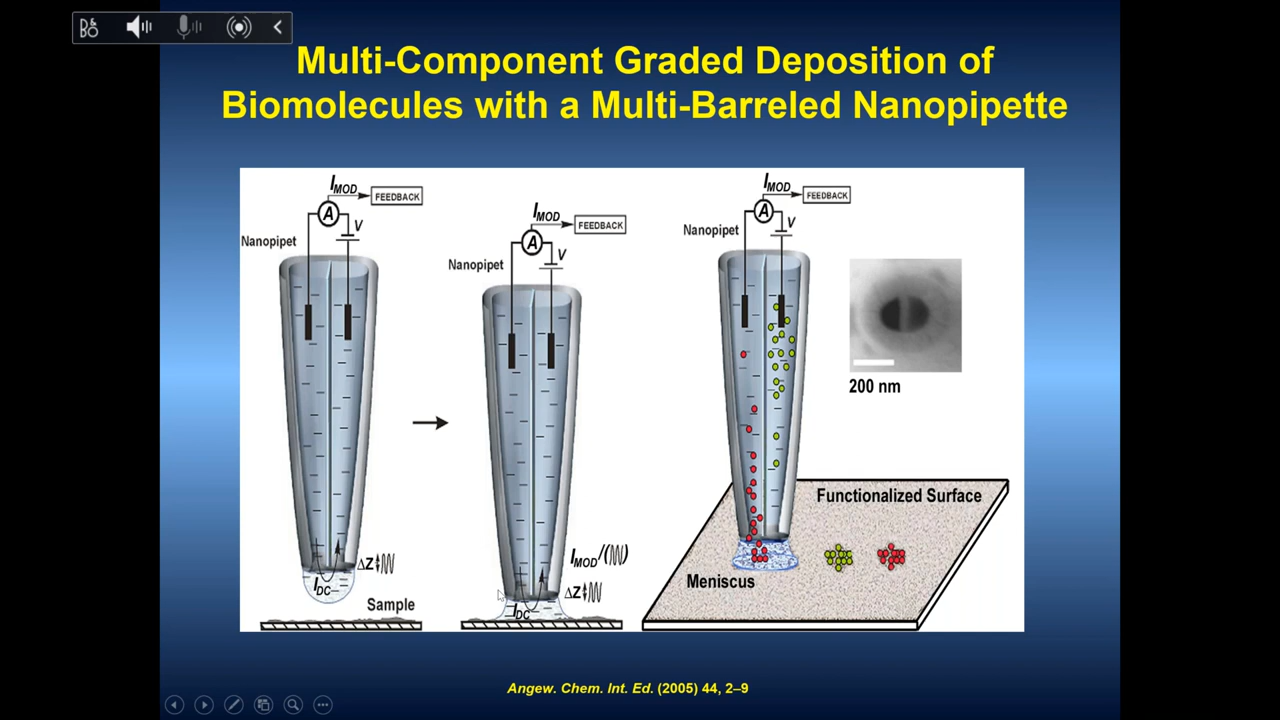 B&O
Multi-Component Graded Deposition of
Biomolecules with a Multi-Barreled Nanopipette
IMOD
FEEDBACK
A
V
Nanopipet
IDC
ΔZ
Sample
IMOD
FEEDBACK
A
V
Nanopipet
IMOD/(
ΔZ
IDC
IMOD
FEEDBACK
A
V
Nanopipet
200 nm
Functionalized Surface
Meniscus
Angew. Chem. Int. Ed. (2005) 44, 2–9